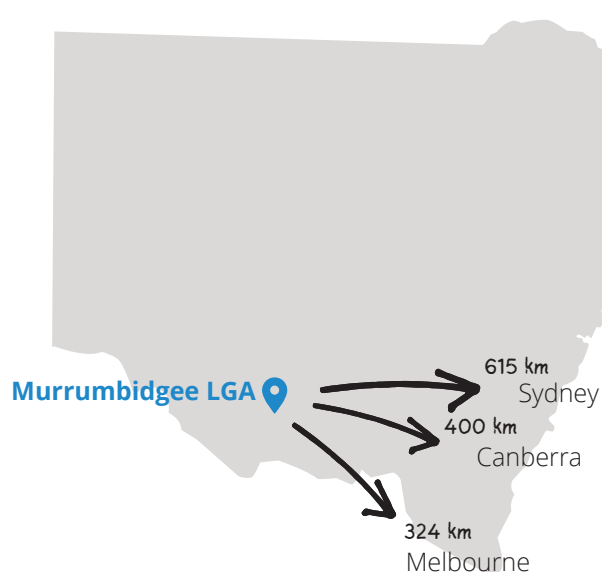 615 km
Sydney
Murrumbidgee LGA
400 km
Canberra
324 km
Melbourne